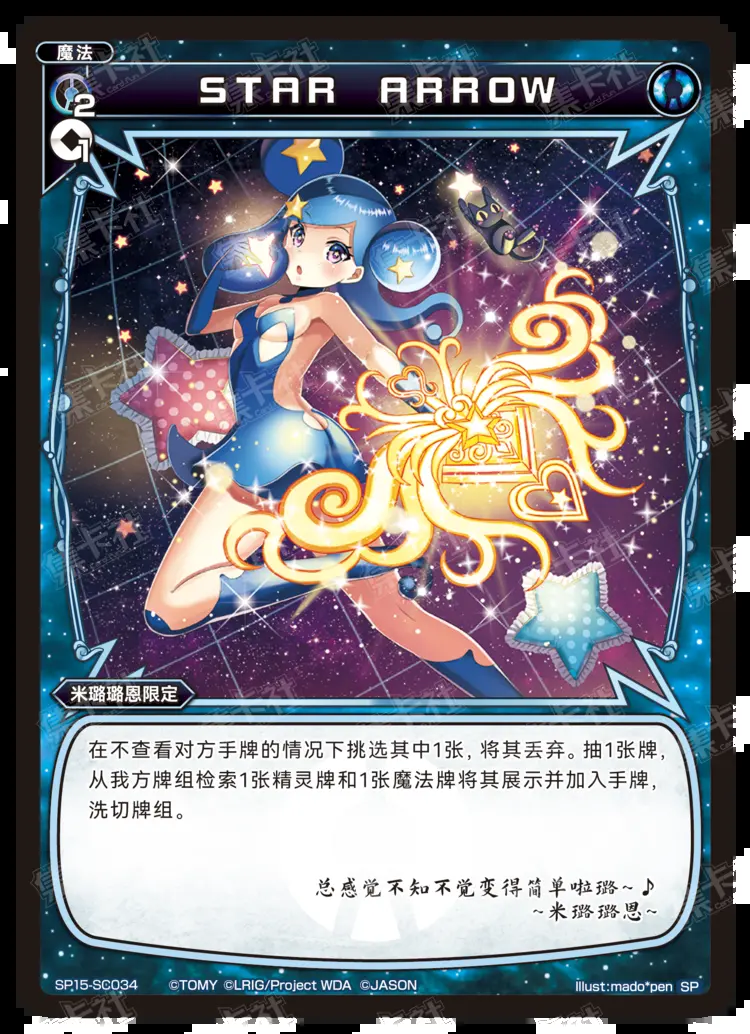 魔法
2
STAR ARROW
1
米璐璐恩限定
在不查看对方手牌的情况下挑选其中1张, 将其丢弃。抽1张牌,
从我方牌组检索1张精灵牌和1张魔法牌将其展示并加入手牌,
洗切牌组。
总感觉不知不觉变得简单啦璐~♪
~米璐璐恩~
SP15-SC034 ©TOMY ©LRIG/Project WDA ©JASON Illust:mado*pen SP
集卡社